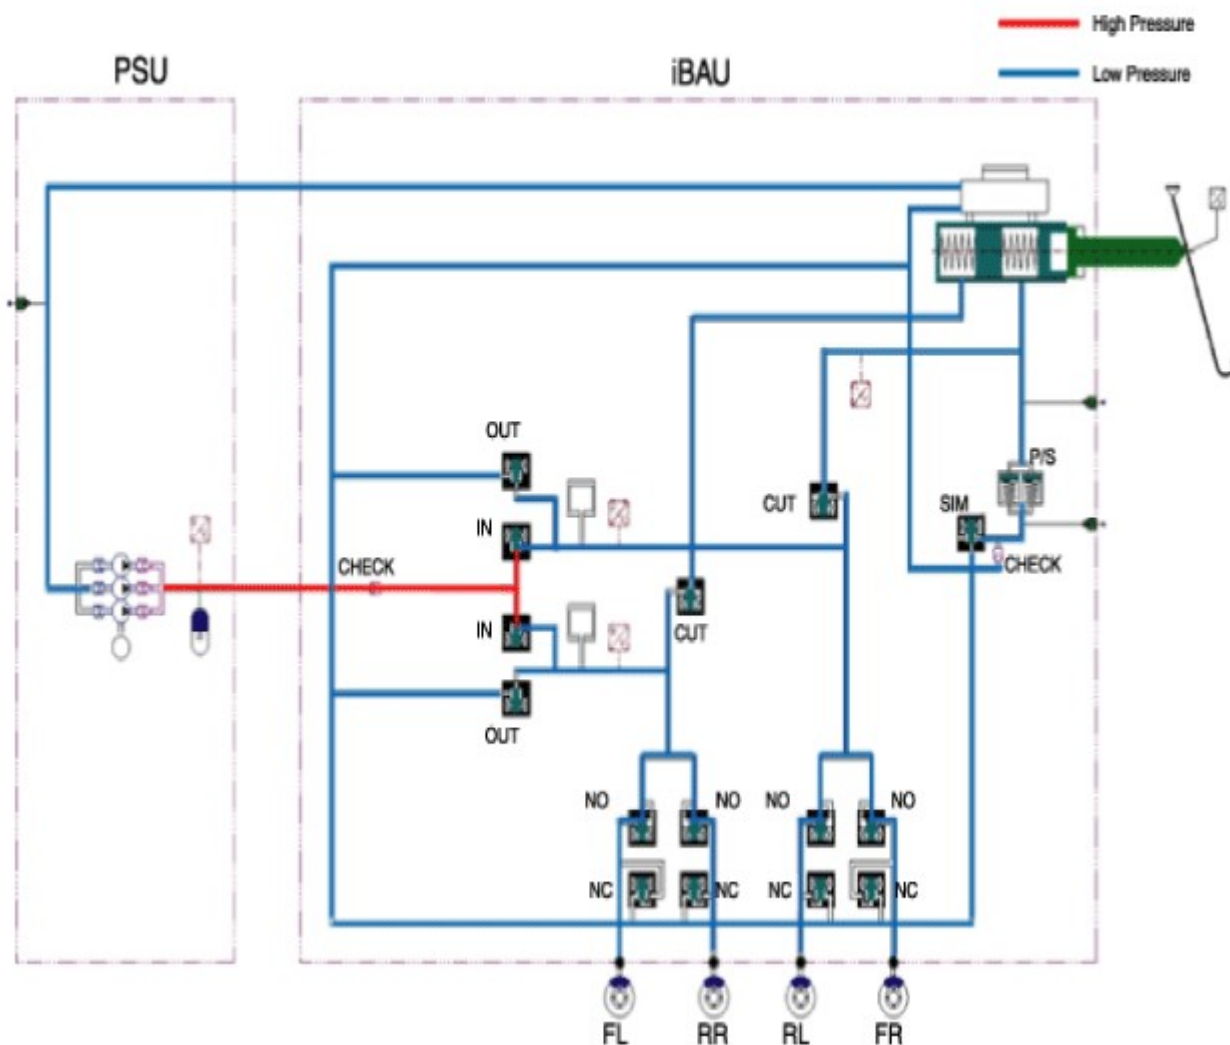 High Pressure
PSU
iBAU
Low Pressure
OUT
P/S
CUT
SIM
IN
CHECK
CHECK
IN
CUT
OUT
NO
NO
NO
NO
NC
NC
NC
NC
FL
RR
RL
FR